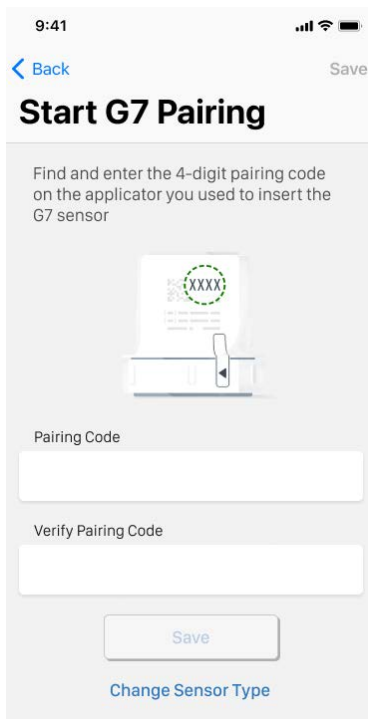 9:41
Back
Save
Start G7 Pairing
Find and enter the 4-digit pairing code
on the applicator you used to insert the
G7 sensor
XXXX
Pairing Code
Verify Pairing Code
Save
Change Sensor Type